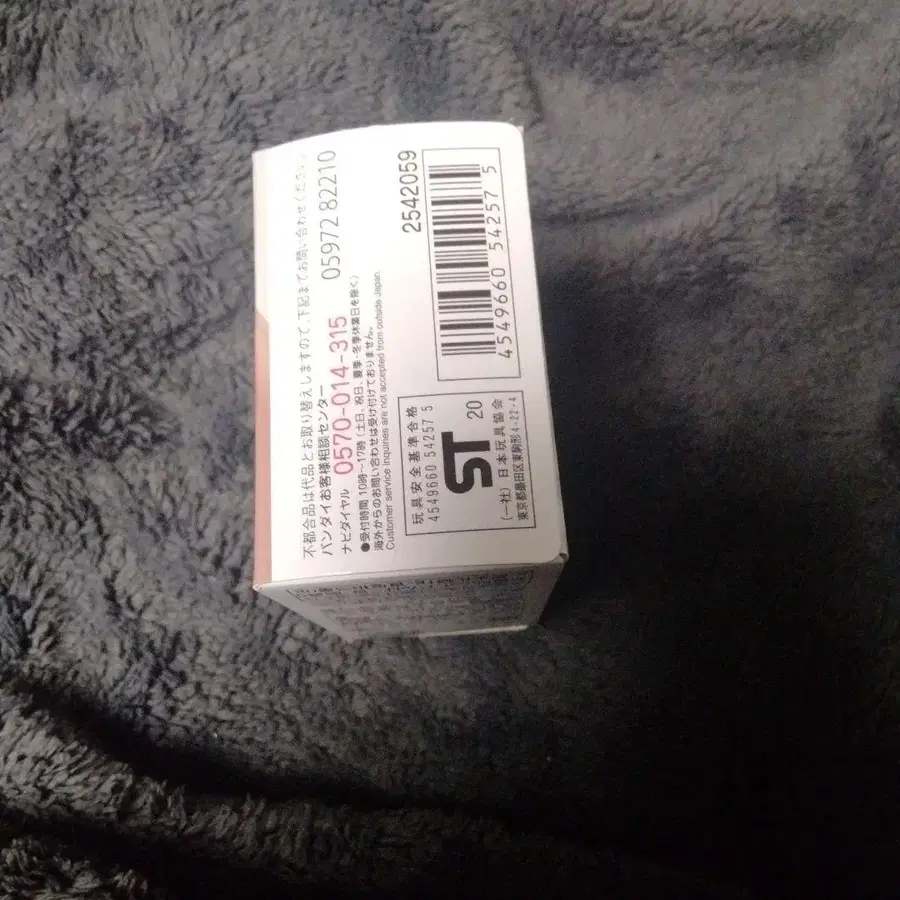 不都合品は代品とお取り替えしますので、下記までお問い合わせください。
バンダイお客様相談センター
ナビダイヤル 0570-014-315
●受付時間 10時~17時(土日、祝日、夏季・冬季休業日を除く)
海外からのお問い合わせは受け付けておりません。
Customer service inquiries are not accepted from outside Japan.
05972 82210
玩具安全基準合格
4549660 54257 5
ST 20
(一社) 日本玩具協会
東京都墨田区東駒形4-22-4
2542059
4549660 54257 5